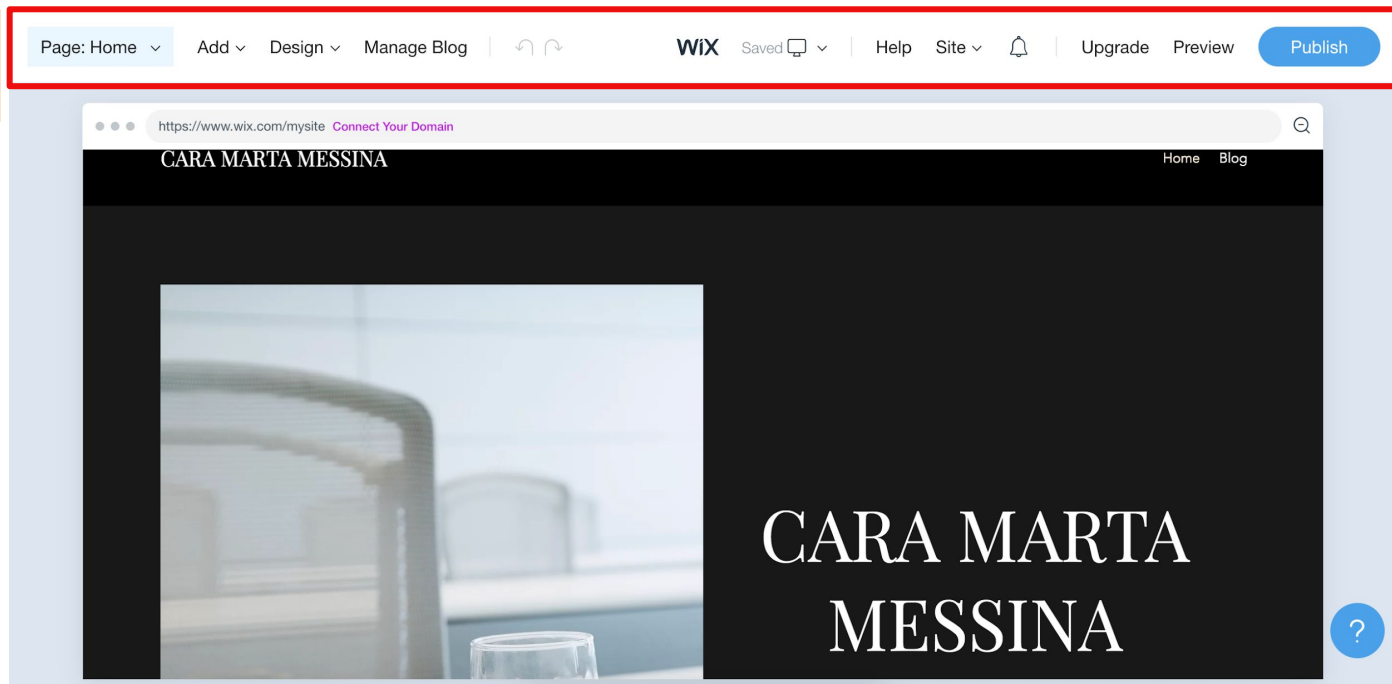 Page: Home Add Design Manage Blog WiX Saved Help Site Upgrade Preview Publish
https://www.wix.com/mysite Connect Your Domain
CARA MARTA MESSINA Home Blog
CARA MARTA
MESSINA
?